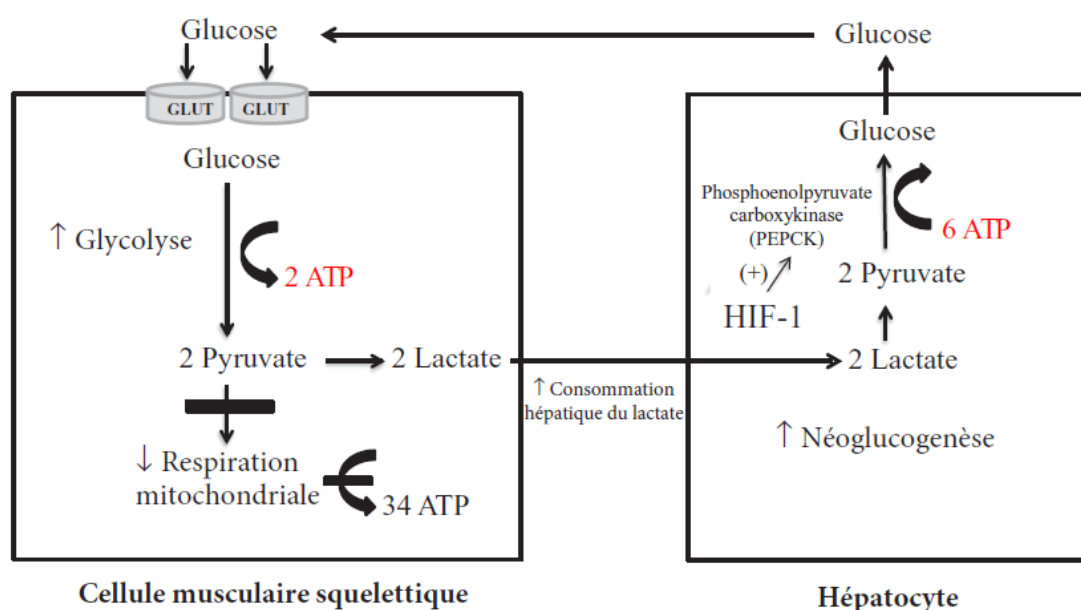 Glucose
Glucose
GLUT
GLUT
Glucose
↑ Glycolyse
2 ATP
2 Pyruvate
2 Lactate
↓ Respiration
mitochondriale
34 ATP
Cellule musculaire squelettique
↑ Consommation
hépatique du lactate
Glucose
Phosphoenolpyruvate
carboxykinase
(PEPCK)
6 ATP
(+)
HIF-1
2 Pyruvate
2 Lactate
↑ Néoglucogenèse
Hépatocyte